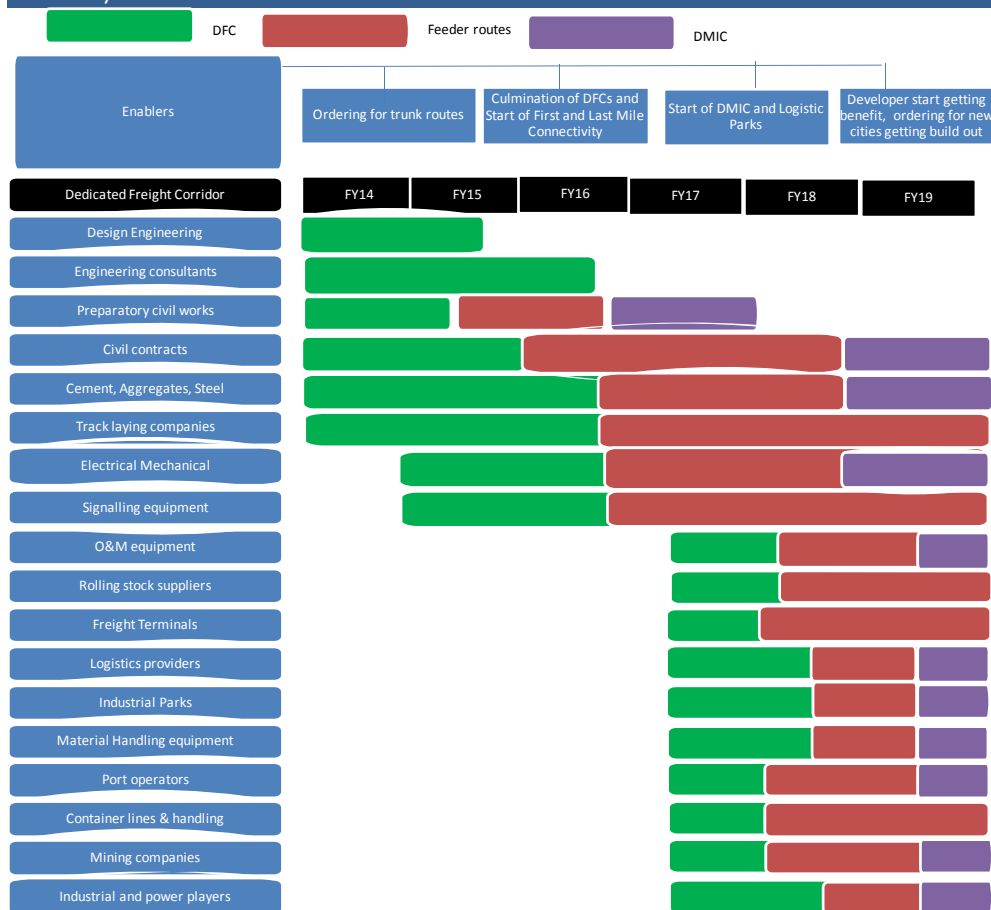 DFC
Feeder routes
DMIC
Enablers
Ordering for trunk routes
Culmination of DFCs and
Start of First and Last Mile
Connectivity
Start of DMIC and Logistic
Parks
Developer start getting
benefit, ordering for new
cities getting build out
Dedicated Freight Corridor
FY14
FY15
FY16
FY17
FY18
FY19
Design Engineering
Engineering consultants
Preparatory civil works
Civil contracts
Cement, Aggregates, Steel
Track laying companies
Electrical Mechanical
Signalling equipment
O&M equipment
Rolling stock suppliers
Freight Terminals
Logistics providers
Industrial Parks
Material Handling equipment
Port operators
Container lines & handling
Mining companies
Industrial and power players